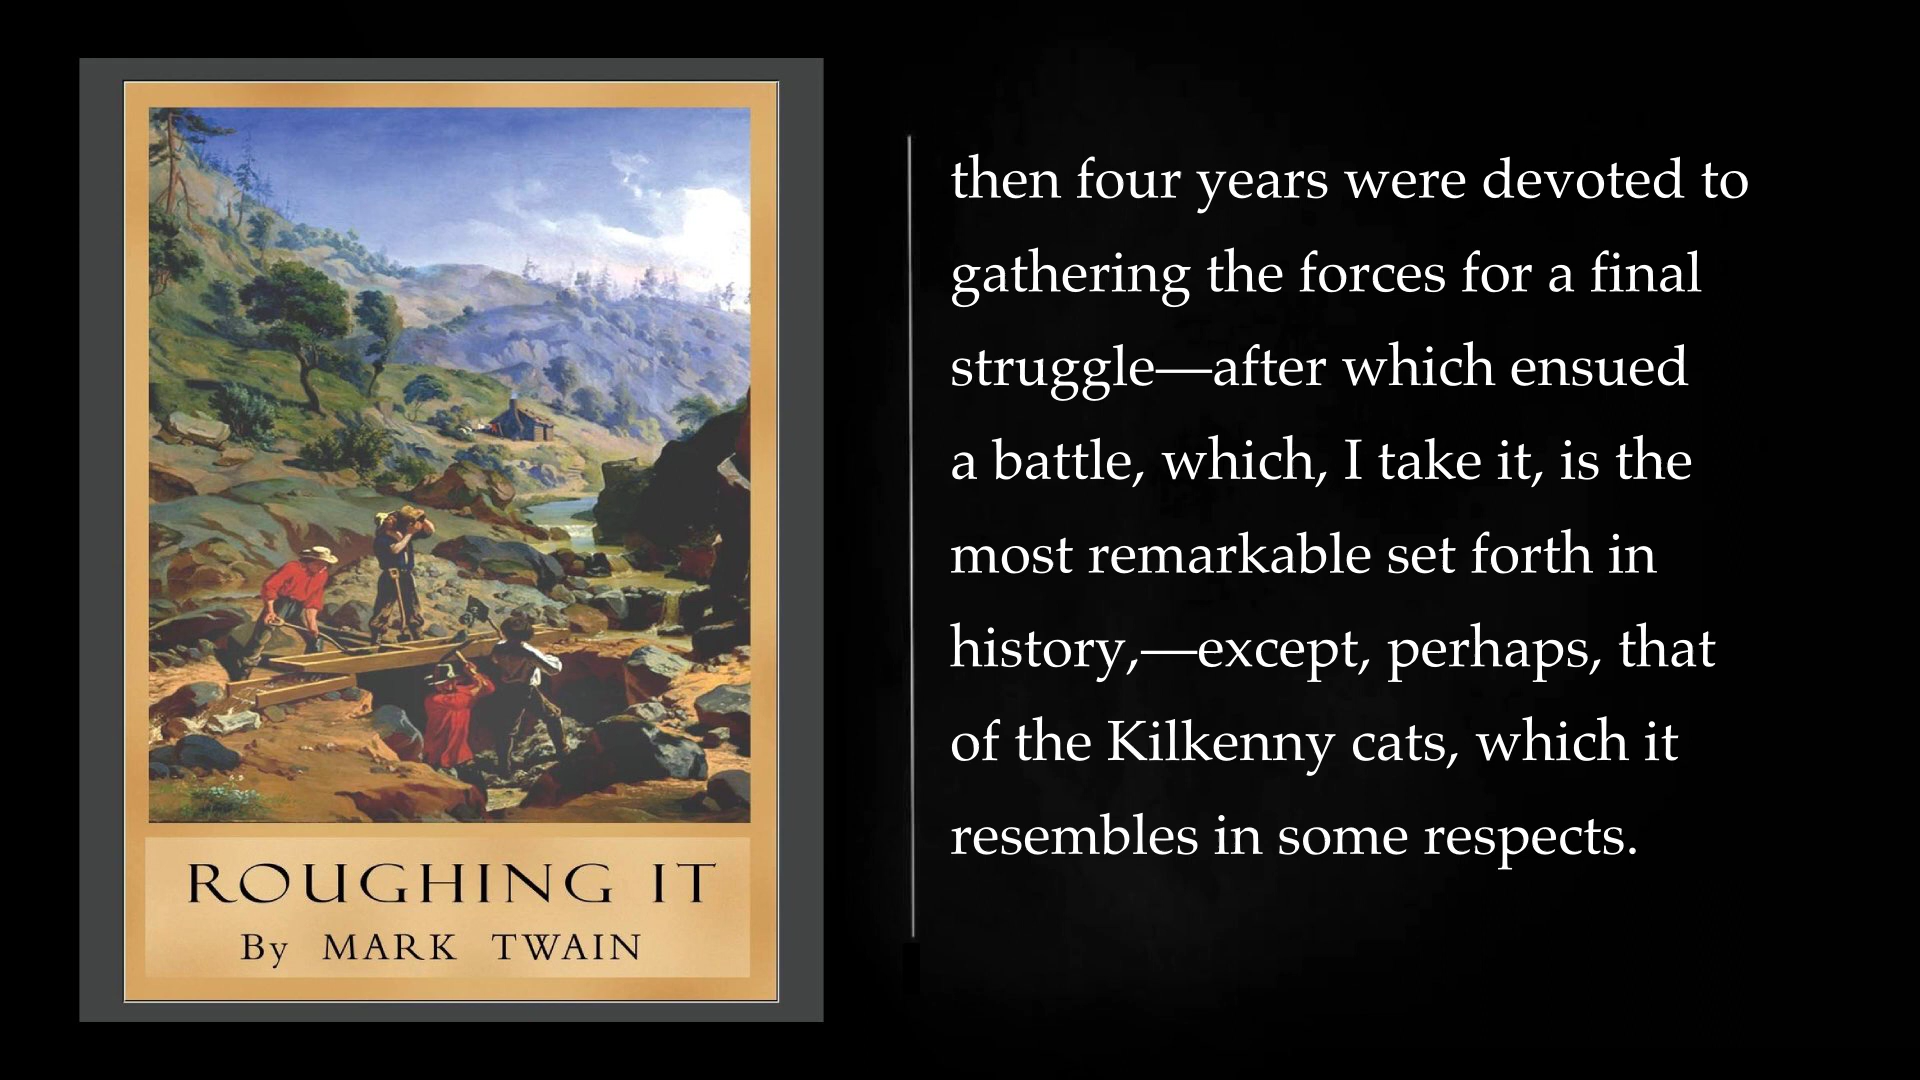 ROUGHING IT
By MARK TWAIN
then four years were devoted to
gathering the forces for a final
struggle—after which ensued
a battle, which, I take it, is the
most remarkable set forth in
history,—except, perhaps, that
of the Kilkenny cats, which it
resembles in some respects.